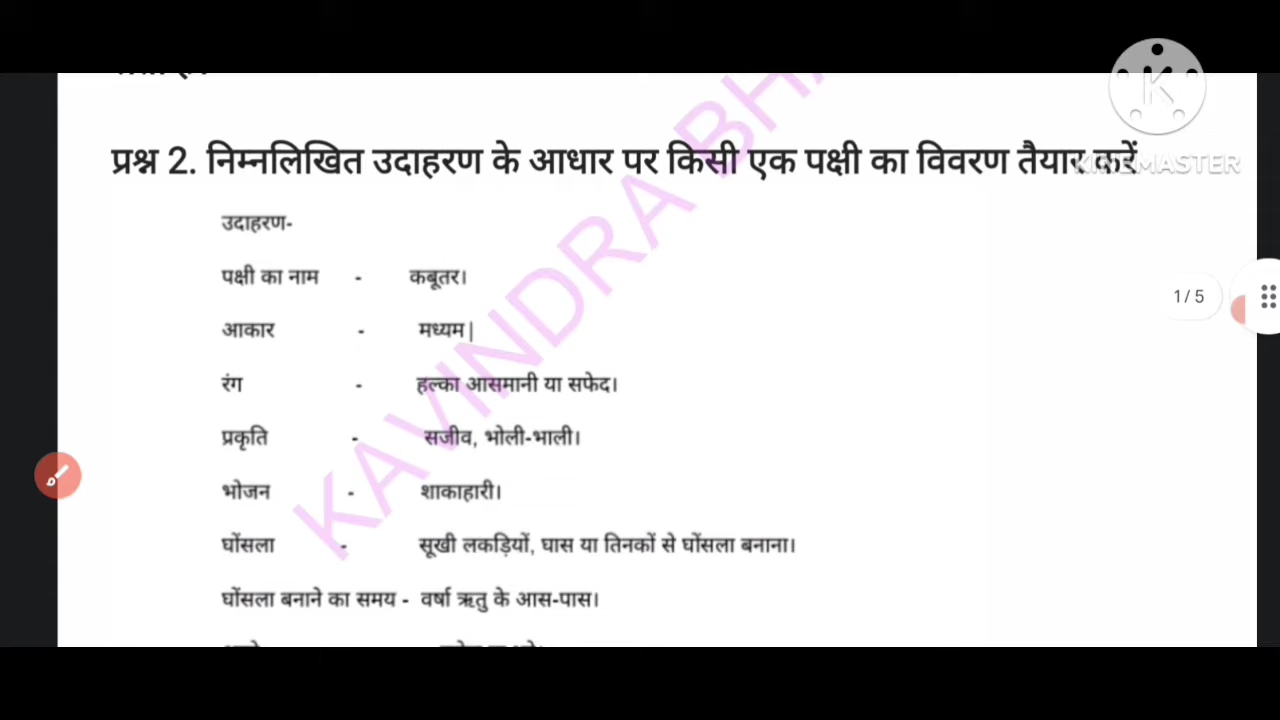 प्रश्न 2. निम्नलिखित उदाहरण के आधार पर किसी एक पक्षी का विवरण तैयार करें
KINEMASTER
उदाहरण-
पक्षी का नाम - कबूतर।
आकार - मध्यम|
1 / 5
रंग - हल्का आसमानी या सफेद।
प्रकृति - सजीव, भोली-भाली।
भोजन - शाकाहारी।
घोंसला - सूखी लकड़ियों, घास या तिनकों से घोंसला बनाना।
घोंसला बनाने का समय - वर्षा ऋतु के आस-पास।
KAVINDRA